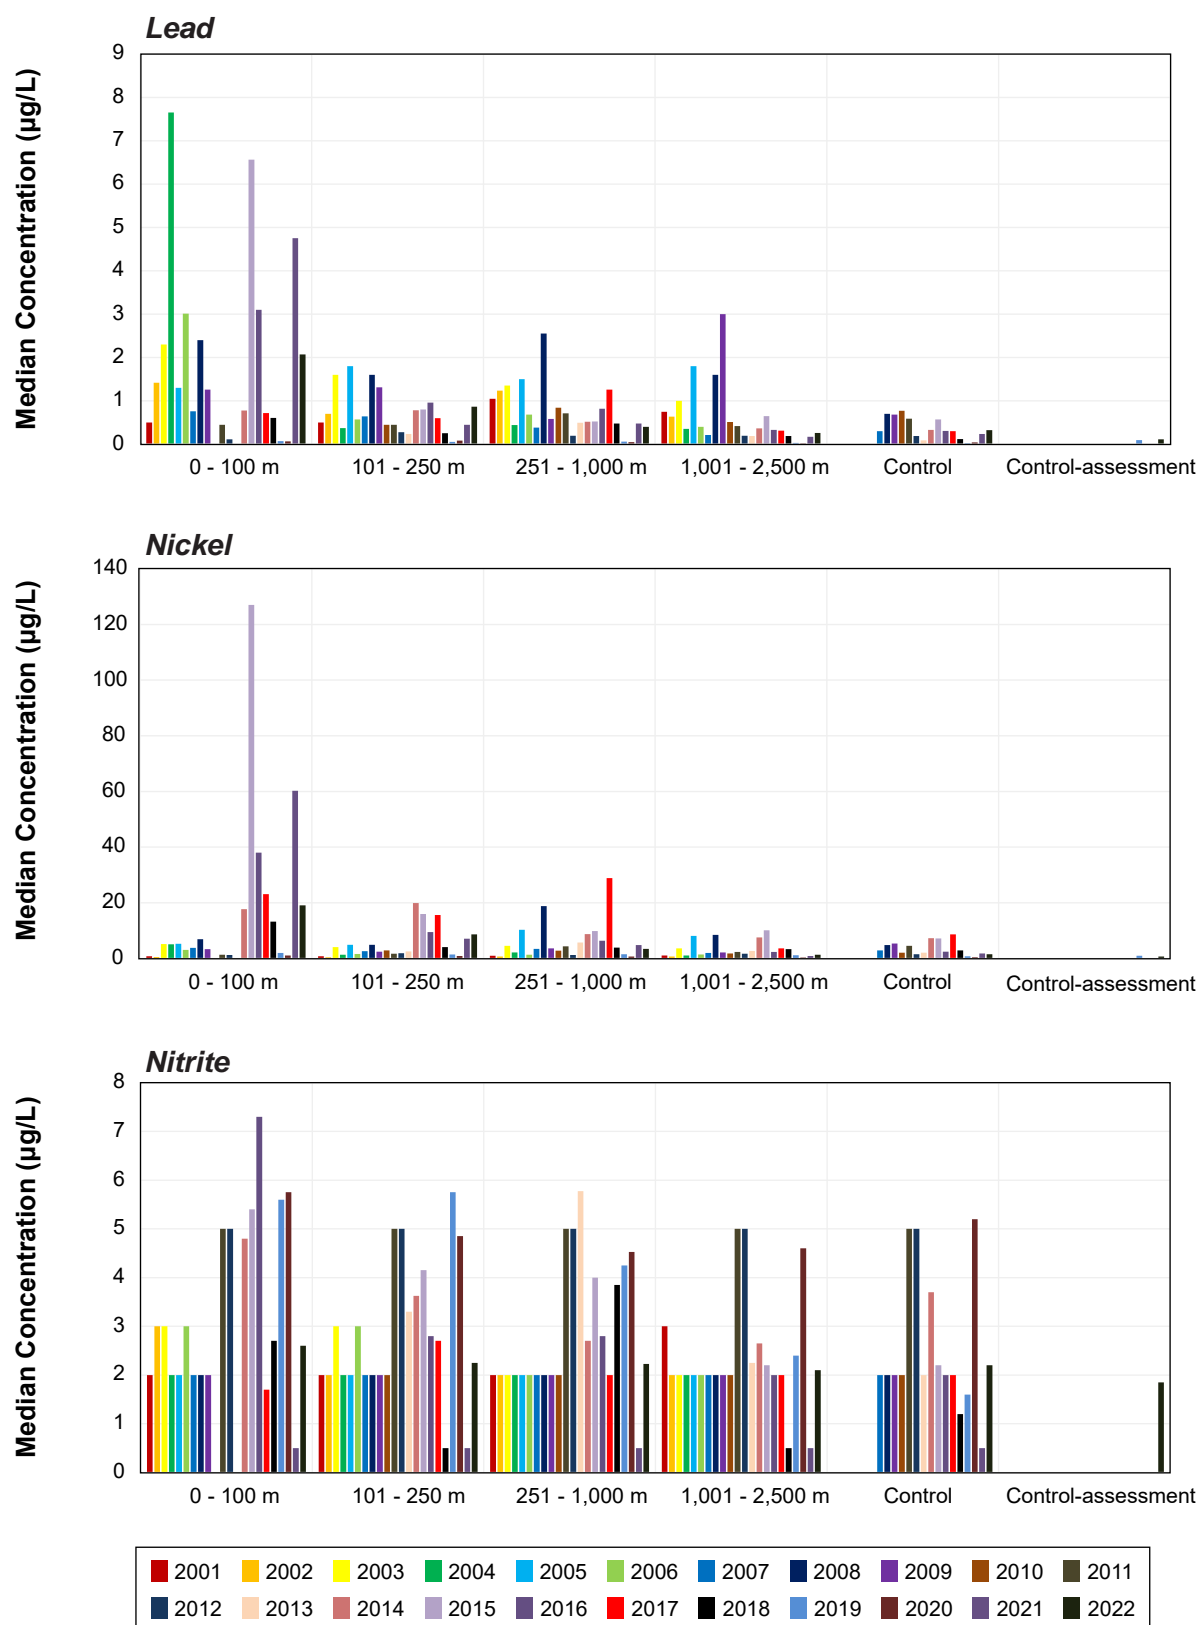 Lead
Median Concentration (µg/L)
9
8
7
6
5
4
3
2
1
0
0 - 100 m 101 - 250 m 251 - 1,000 m 1,001 - 2,500 m Control Control-assessment
Nickel
Median Concentration (µg/L)
140
120
100
80
60
40
20
0
0 - 100 m 101 - 250 m 251 - 1,000 m 1,001 - 2,500 m Control Control-assessment
Nitrite
Median Concentration (µg/L)
8
7
6
5
4
3
2
1
0
0 - 100 m 101 - 250 m 251 - 1,000 m 1,001 - 2,500 m Control Control-assessment
2001 2002 2003 2004 2005 2006 2007 2008 2009 2010 2011
2012 2013 2014 2015 2016 2017 2018 2019 2020 2021 2022